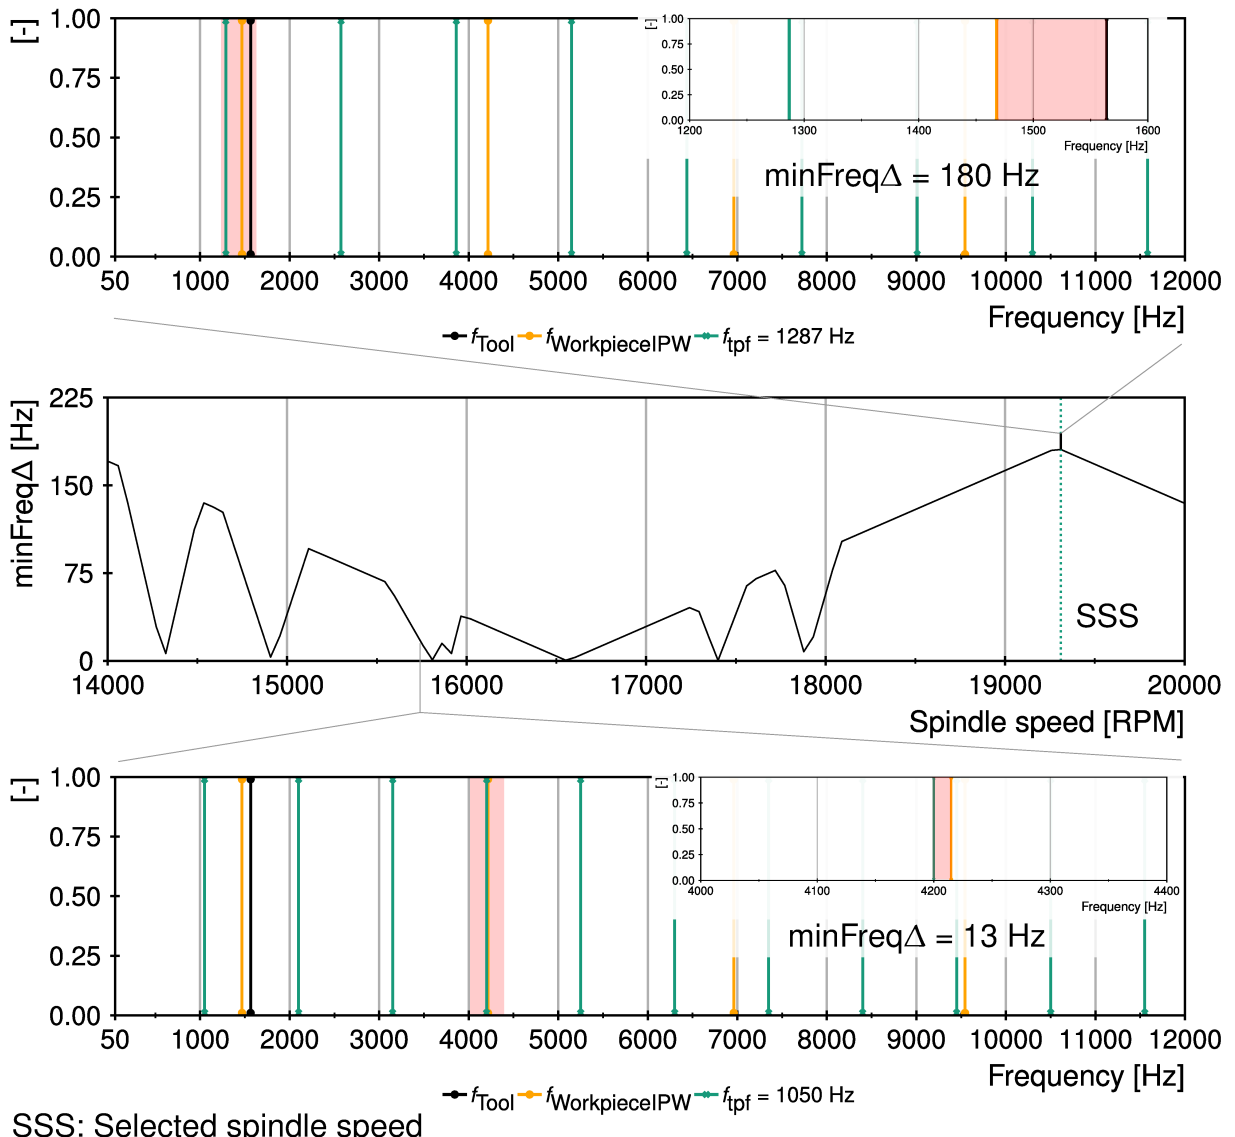 [-]
1.00
0.75
0.50
0.25
0.00
50 1000 2000 3000 4000 5000 6000 7000 8000 9000 10000 11000 12000
Frequency [Hz]
[-]
1.00
0.75
0.50
0.25
0.00
1200 1300 1400 1500 1600
Frequency [Hz]
minFreqΔ = 180 Hz
fTool fWorkpieceIPW ftpf = 1287 Hz
minFreqΔ [Hz]
225
150
75
0
14000 15000 16000 17000 18000 19000 20000
SSS
Spindle speed [RPM]
[-]
1.00
0.75
0.50
0.25
0.00
50 1000 2000 3000 4000 5000 6000 7000 8000 9000 10000 11000 12000
Frequency [Hz]
[-]
1.00
0.75
0.50
0.25
0.00
4000 4100 4200 4300 4400
Frequency [Hz]
minFreqΔ = 13 Hz
fTool fWorkpieceIPW ftpf = 1050 Hz
SSS: Selected spindle speed